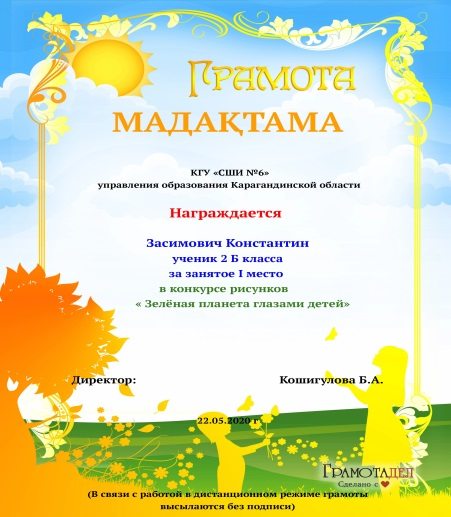 ГРАМОТА
МАДАҚТАМА
КГУ «СШИ №6»
управления образования Карагандинской области
Награждается
Засимович Константин
ученик 2 Б класса
за занятое I место
в конкурсе рисунков
« Зелёная планета глазами детей»
Директор: Кошигулова Б.А.
22.05.2020 г
ГРАМОТАДЕЛ
Сделано с
(В связи с работой в дистанционном режиме грамоты
высылаются без подписи)